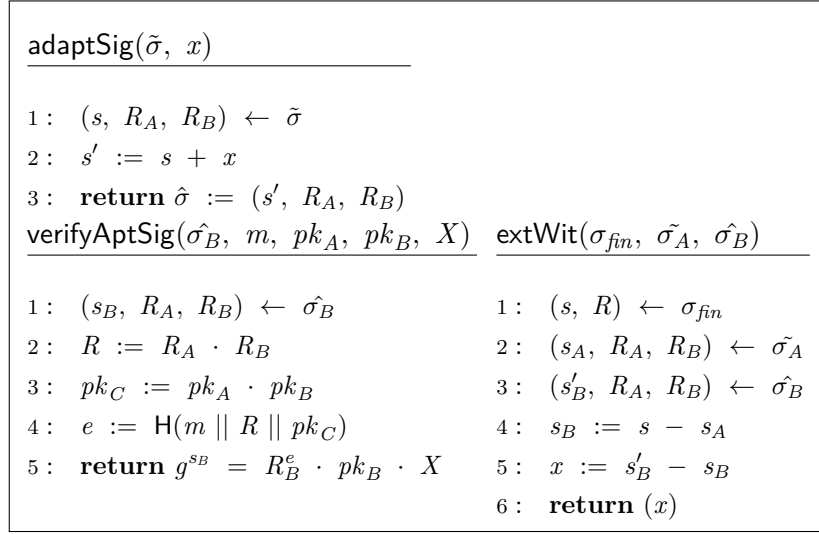 adaptSig(σ̃, x)
1 : (s, R_A, R_B) ← σ̃
2 : s′ := s + x
3 : return σ̂ := (s′, R_A, R_B)
verifyAptSig(σ̂_B, m, pk_A, pk_B, X)
1 : (s_B, R_A, R_B) ← σ̂_B
2 : R := R_A · R_B
3 : pk_C := pk_A · pk_B
4 : e := H(m || R || pk_C)
5 : return g^{s_B} = R_B^e · pk_B · X
extWit(σ_fin, σ̃_A, σ̂_B)
1 : (s, R) ← σ_fin
2 : (s_A, R_A, R_B) ← σ̃_A
3 : (s′_B, R_A, R_B) ← σ̂_B
4 : s_B := s − s_A
5 : x := s′_B − s_B
6 : return (x)